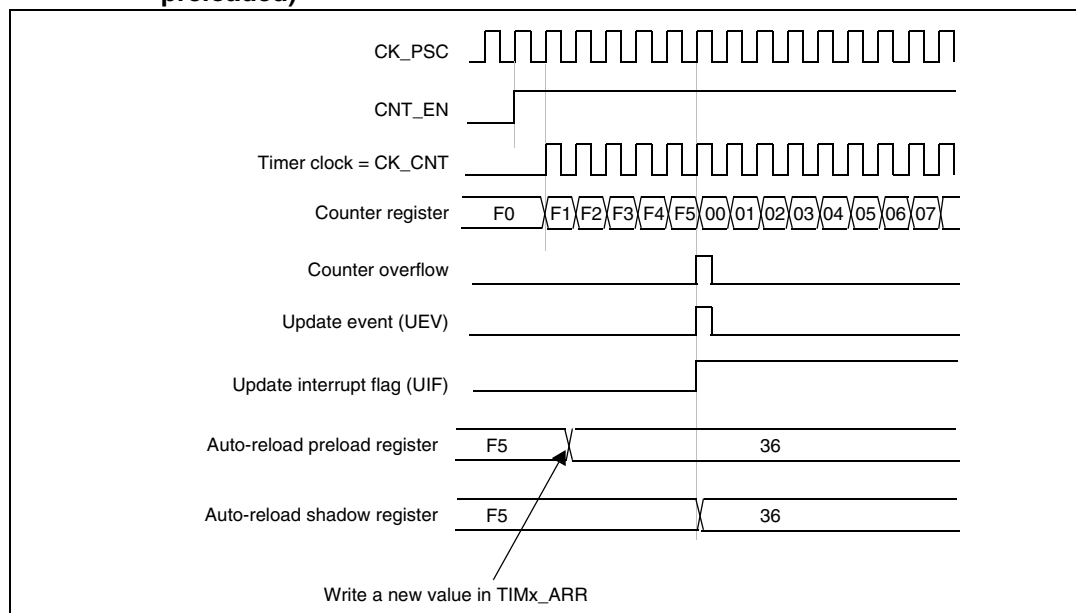 preloaded)
CK_PSC
CNT_EN
Timer clock = CK_CNT
Counter register F0 F1 F2 F3 F4 F5 00 01 02 03 04 05 06 07
Counter overflow
Update event (UEV)
Update interrupt flag (UIF)
Auto-reload preload register F5 36
Auto-reload shadow register F5 36
Write a new value in TIMx_ARR